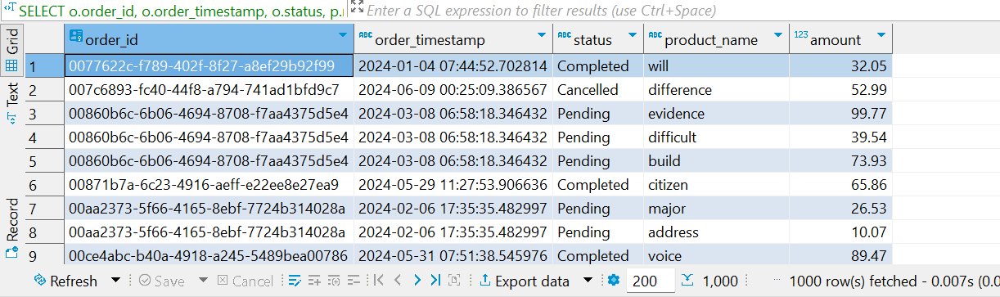 SELECT o.order_id, o.order_timestamp, o.status, p. Enter a SQL expression to filter results (use Ctrl+Space)
Grid
Text
Record
order_id ABC order_timestamp ABC status ABC product_name 123 amount
1 0077622c-f789-402f-8f27-a8ef29b92f99 2024-01-04 07:44:52.702814 Completed will 32.05
2 007c6893-fc40-44f8-a794-741ad1bfd9c7 2024-06-09 00:25:09.386567 Cancelled difference 52.99
3 00860b6c-6b06-4694-8708-f7aa4375d5e4 2024-03-08 06:58:18.346432 Pending evidence 99.77
4 00860b6c-6b06-4694-8708-f7aa4375d5e4 2024-03-08 06:58:18.346432 Pending difficult 39.54
5 00860b6c-6b06-4694-8708-f7aa4375d5e4 2024-03-08 06:58:18.346432 Pending build 73.93
6 00871b7a-6c23-4916-aeff-e22ee8e27ea9 2024-05-29 11:27:53.906636 Completed citizen 65.86
7 00aa2373-5f66-4165-8ebf-7724b314028a 2024-02-06 17:35:35.482997 Pending major 26.53
8 00aa2373-5f66-4165-8ebf-7724b314028a 2024-02-06 17:35:35.482997 Pending address 10.07
9 00ce4abc-b40a-4918-a245-5489bea00786 2024-05-31 07:51:38.545976 Completed voice 89.47
Refresh Save Cancel Export data 200 1,000 1000 row(s) fetched - 0.007s (0.0